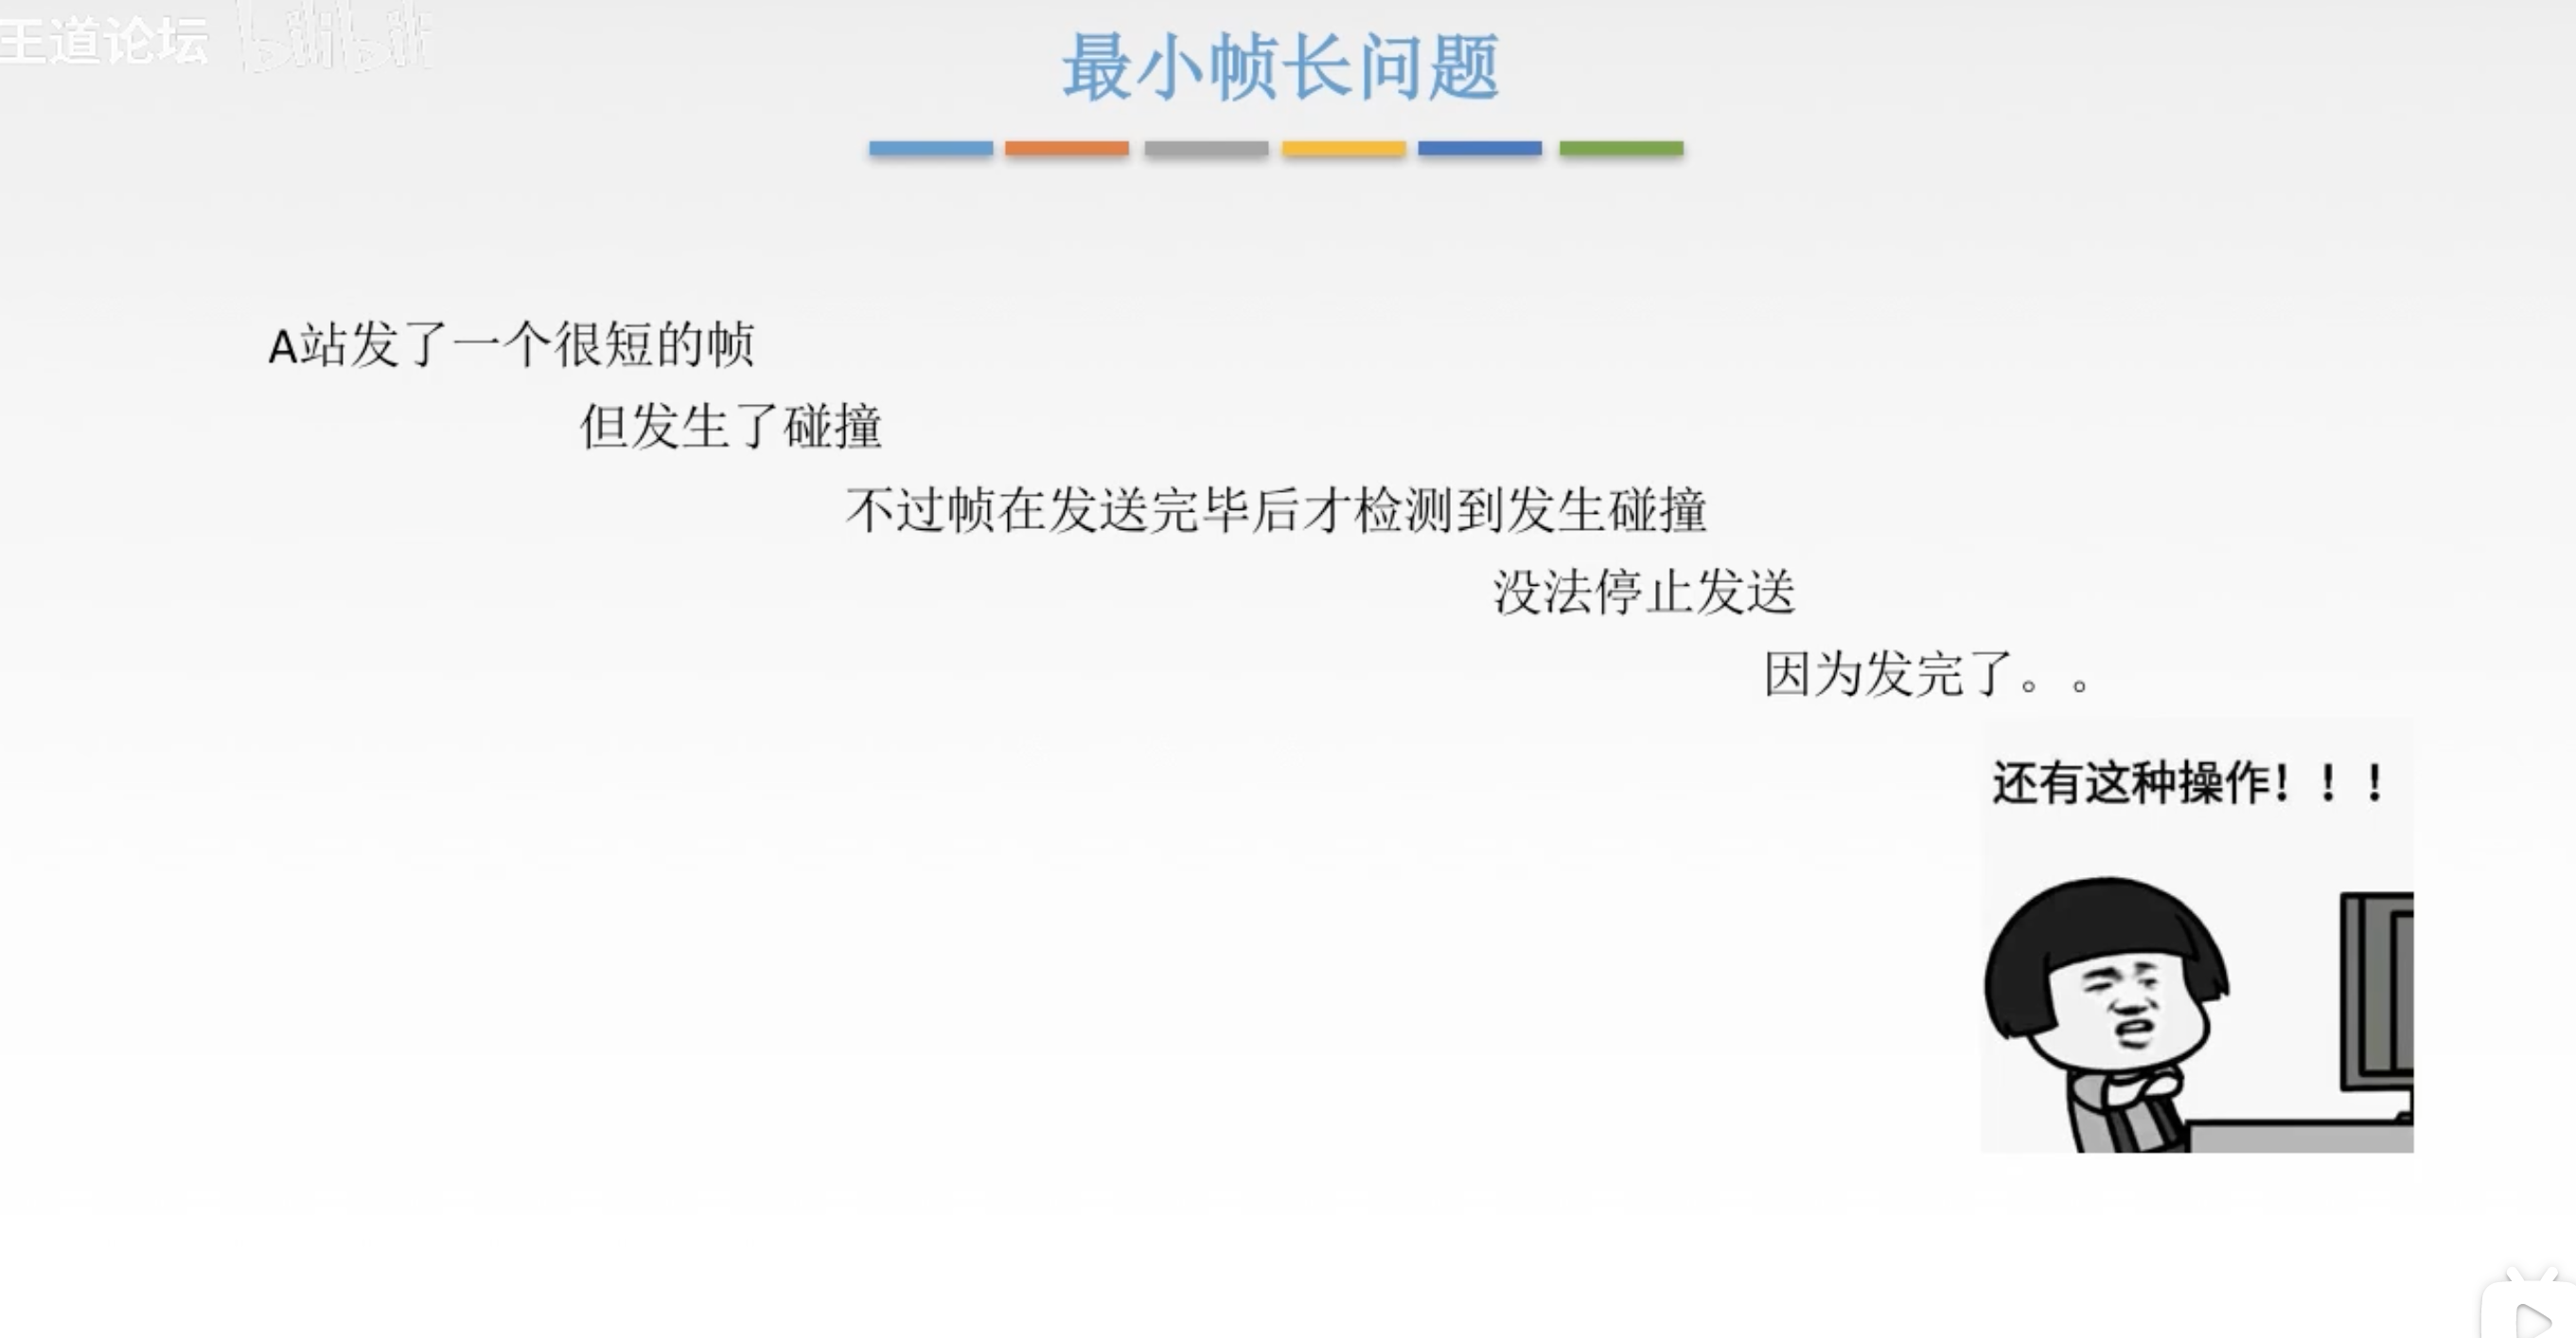 王道论坛 bilibili
最小帧长问题
A站发了一个很短的帧
但发生了碰撞
不过帧在发送完毕后才检测到发生碰撞
没法停止发送
因为发完了。。
还有这种操作！！！